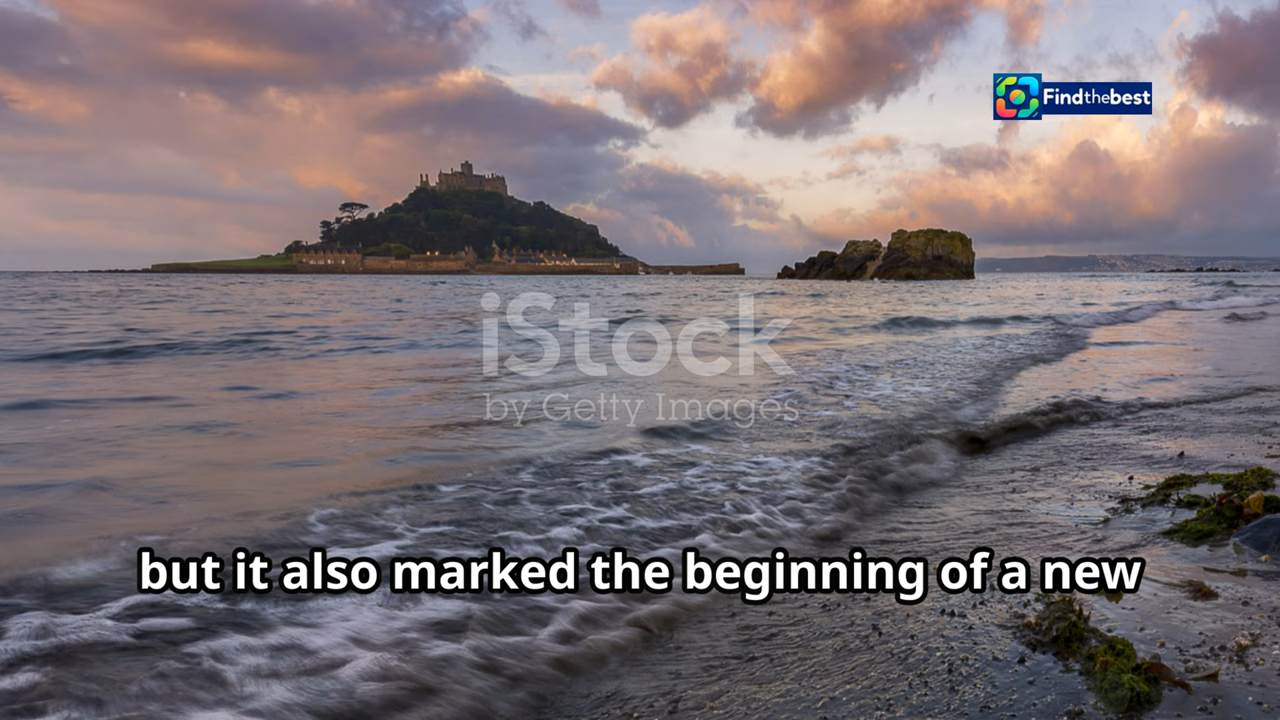 Findthebest
iStock
by Getty Images
but it also marked the beginning of a new